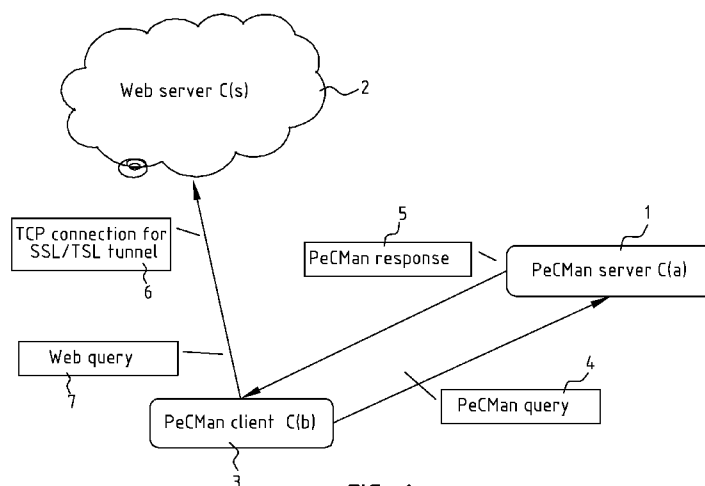 Web server C(s)
2
TCP connection for
SSL/TSL tunnel
6
5
PeCMan response
1
PeCMan server C(a)
Web query
7
4
PeCMan query
PeCMan client C(b)
3